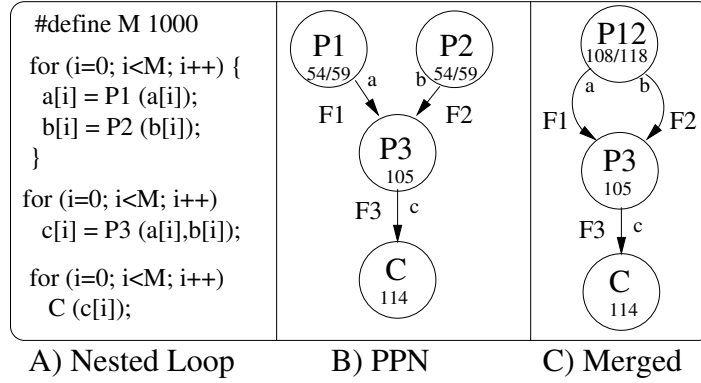 #define M 1000
for (i=0; i<M; i++) {
a[i] = P1 (a[i]);
b[i] = P2 (b[i]);
}
for (i=0; i<M; i++)
c[i] = P3 (a[i],b[i]);
for (i=0; i<M; i++)
C (c[i]);
A) Nested Loop
P1
54/59
P2
54/59
a
b
F1
F2
P3
105
F3
c
C
114
B) PPN
P12
108/118
a
b
F1
F2
P3
105
F3
c
C
114
C) Merged